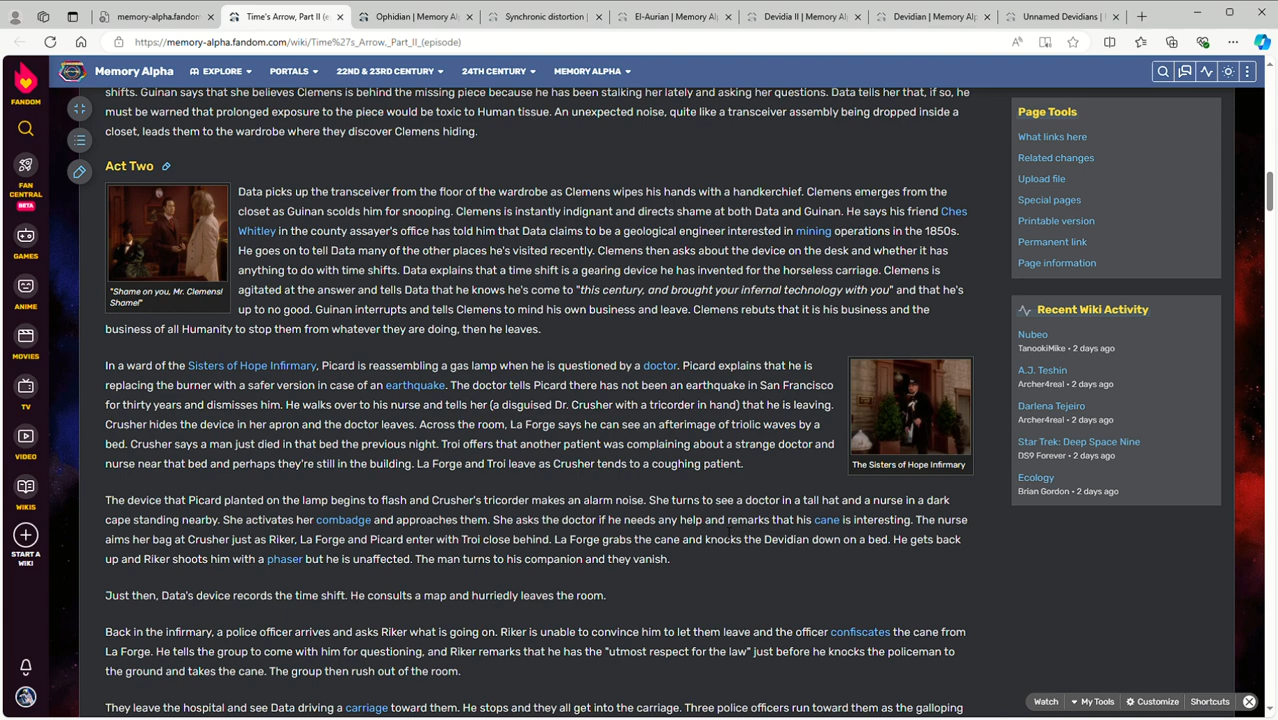 memory-alpha.fandom
Time's Arrow, Part II (e
Ophidian | Memory Al
Synchronic distortion |
El-Aurian | Memory A
Devidia II | Memory A
Devidian | Memory Al
Unnamed Devidians |
https://memory-alpha.fandom.com/wiki/Time%27s_Arrow,_Part_II_(episode)
FANDOM
FAN CENTRAL
BETA
GAMES
ANIME
MOVIES
TV
VIDEO
WIKIS
START A WIKI
Memory Alpha
EXPLORE
PORTALS
22ND & 23RD CENTURY
24TH CENTURY
MEMORY ALPHA
shifts. Guinan says that she believes Clemens is behind the missing piece because he has been stalking her lately and asking her questions. Data tells her that, if so, he
must be warned that prolonged exposure to the piece would be toxic to Human tissue. An unexpected noise, quite like a transceiver assembly being dropped inside a
closet, leads them to the wardrobe where they discover Clemens hiding.
Act Two
"Shame on you, Mr. Clemens!
Shame!"
Data picks up the transceiver from the floor of the wardrobe as Clemens wipes his hands with a handkerchief. Clemens emerges from the
closet as Guinan scolds him for snooping. Clemens is instantly indignant and directs shame at both Data and Guinan. He says his friend Ches
Whitley in the county sayer's office has told him that Data claims to be a geological engineer interested in mining operations in the 1850s.
He goes on to tell Data many of the other places he's visited recently. Clemens then asks about the device on the desk and whether it has
anything to do with time shifts. Data explains that a time shift is a gearing device he has invented for the horseless carriage. Clemens is
agitated at the answer and tells Data that he knows he's come to "this century, and brought your infernal technology with you" and that he's
up to no good. Guinan interrupts and tells Clemens to mind his own business and leave. Clemens rebuts that it is his business and the
business of all Humanity to stop them from whatever they are doing, then he leaves.
In a ward of the Sisters of Hope Infirmary, Picard is reassembling a gas lamp when he is questioned by a doctor. Picard explains that he is
replacing the burner with a safer version in case of an earthquake. The doctor tells Picard there has not been an earthquake in San Francisco
for thirty years and dismisses him. He walks over to his nurse and tells her (a disguised Dr. Crusher with a tricorder in hand) that he is leaving.
Crusher hides the device in her apron and the doctor leaves. Across the room, La Forge says he can see an afterimage of triolic waves by a
bed. Crusher says a man just died in that bed the previous night. Troi offers that another patient was complaining about a strange doctor and
nurse near that bed and perhaps they're still in the building. La Forge and Troi leave as Crusher tends to a coughing patient.
The Sisters of Hope Infirmary
The device that Picard planted on the lamp begins to flash and Crusher's tricorder makes an alarm noise. She turns to see a doctor in a tall hat and a nurse in a dark
cape standing nearby. She activates her combadge and approaches them. She asks the doctor if he needs any help and remarks that his cane is interesting. The nurse
aims her bag at Crusher just as Riker, La Forge and Picard enter with Troi close behind. La Forge grabs the cane and knocks the Devidian down on a bed. He gets back
up and Riker shoots him with a phaser but he is unaffected. The man turns to his companion and they vanish.
Just then, Data's device records the time shift. He consults a map and hurriedly leaves the room.
Back in the infirmary, a police officer arrives and asks Riker what is going on. Riker is unable to convince him to let them leave and the officer confiscates the cane from
La Forge. He tells the group to come with him for questioning, and Riker remarks that he has the "utmost respect for the law" just before he knocks the policeman to
the ground and takes the cane. The group then rush out of the room.
They leave the hospital and see Data driving a carriage toward them. He stops and they all get into the carriage. Three police officers run toward them as the galloping
Page Tools
What links here
Related changes
Upload file
Special pages
Printable version
Permanent link
Page information
Recent Wiki Activity
Nubeo
TanookiMike • 2 days ago
A.J. Teshin
Archer4real • 2 days ago
Darlena Tejeiro
Archer4real • 2 days ago
Star Trek: Deep Space Nine
DS9 Forever • 2 days ago
Ecology
Brian Gordon • 2 days ago
Watch
My Tools
Customize
Shortcuts